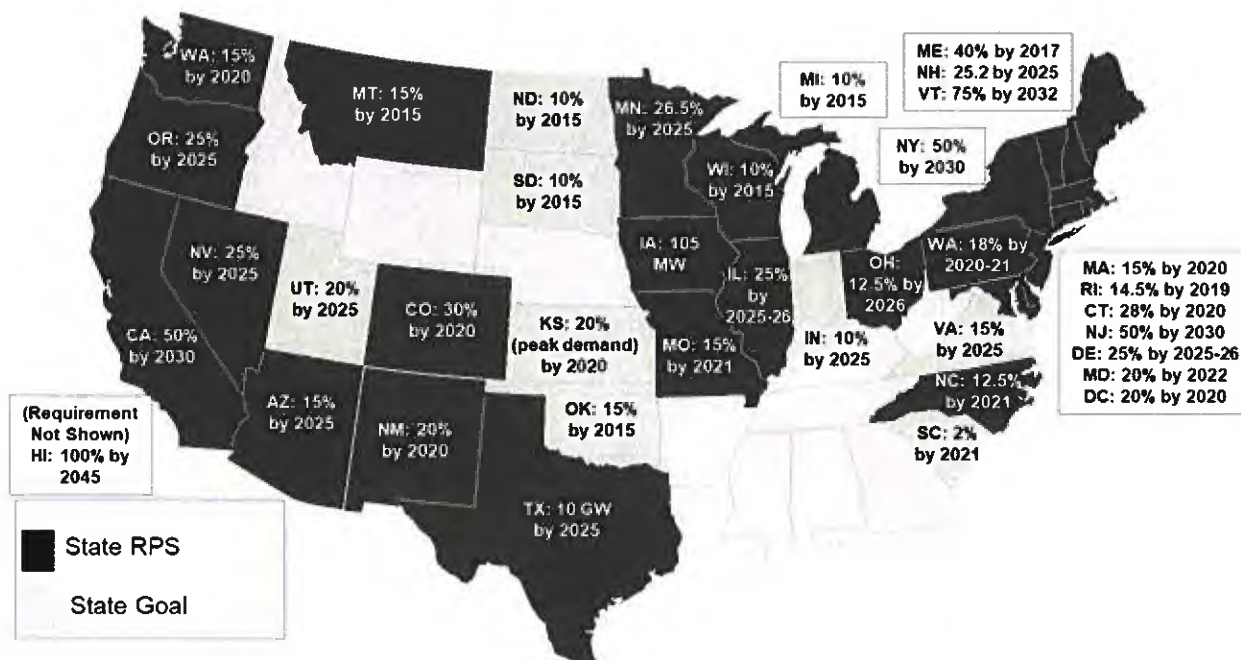 WA: 15%
by 2020
MT: 15%
by 2015
ND: 10%
by 2015
MN. 26.5%
by 2025
MI: 10%
by 2015
ME: 40% by 2017
NH: 25.2 by 2025
VT: 75% by 2032
OR: 25%
by 2025
SD: 10%
by 2015
WI: 10%
by 2015
NY: 50%
by 2030
NV: 25%
by 2025
UT: 20%
by 2025
CO: 30%
by 2020
KS: 20%
(peak demand)
by 2020
IA: 105
MW
IL: 25%
by
2025-26
MO: 15%
by 2021
IN: 10%
by 2025
OH:
12.5% by
2026
WA: 18% by
2020-21
VA: 15%
by 2025
MA: 15% by 2020
RI: 14.5% by 2019
CT: 28% by 2020
NJ: 50% by 2030
DE: 25% by 2025-26
MD: 20% by 2022
DC: 20% by 2020
CA: 50%
by 2030
AZ: 15%
by 2025
NM: 20%
by 2020
OK: 15%
by 2015
NC: 12.5%
by 2021
SC: 2%
by 2021
TX: 10 GW
by 2025
(Requirement
Not Shown)
HI: 100% by
2045
State RPS
State Goal